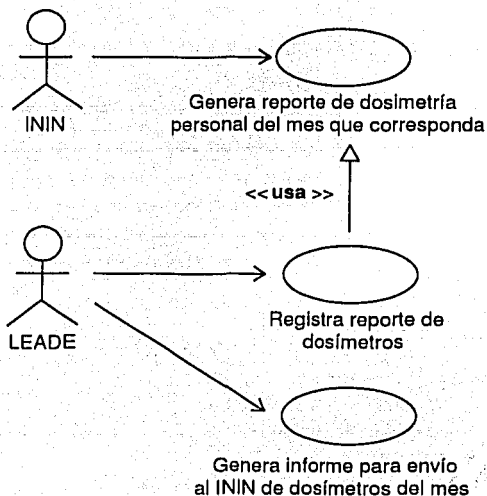 Genera reporte de dosimetría
personal del mes que corresponda
ININ
<<usa>>
Registra reporte de
dosímetros
LEADE
Genera informe para envío
al ININ de dosímetros del mes